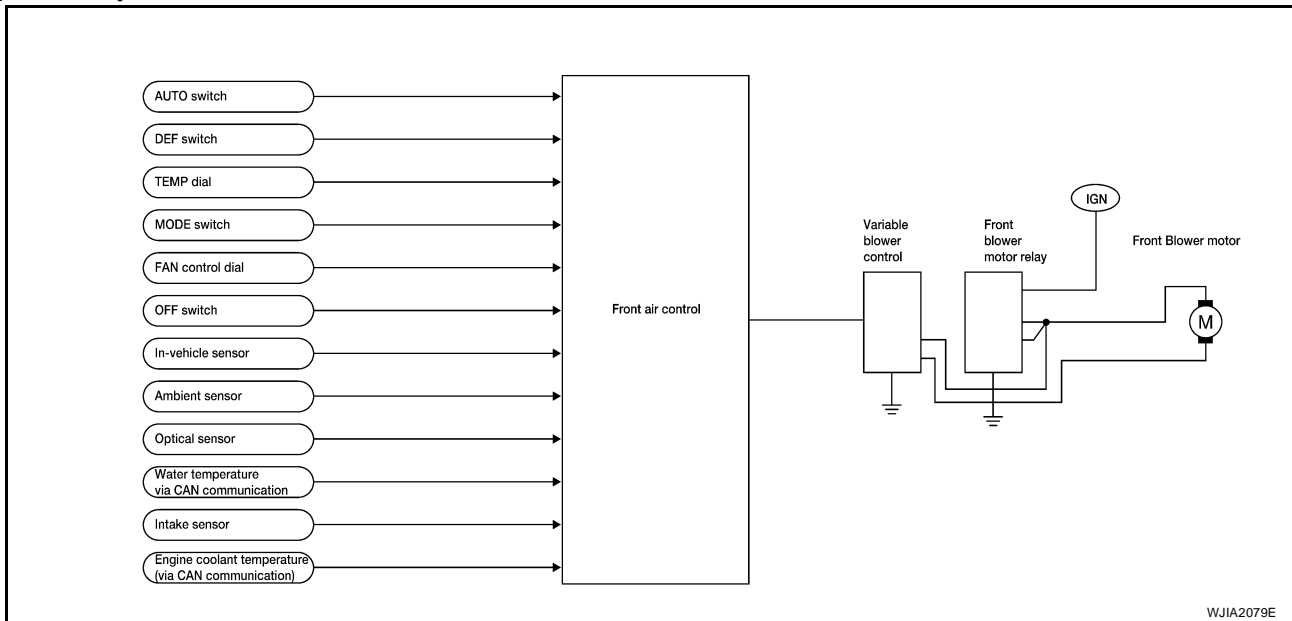 AUTO switch
DEF switch
TEMP dial
MODE switch
FAN control dial
OFF switch
In-vehicle sensor
Ambient sensor
Optical sensor
Water temperature
via CAN communication
Intake sensor
Engine coolant temperature
(via CAN communication)
Front air control
Variable
blower
control
Front
blower
motor relay
IGN
Front Blower motor
M
WJIA2079E